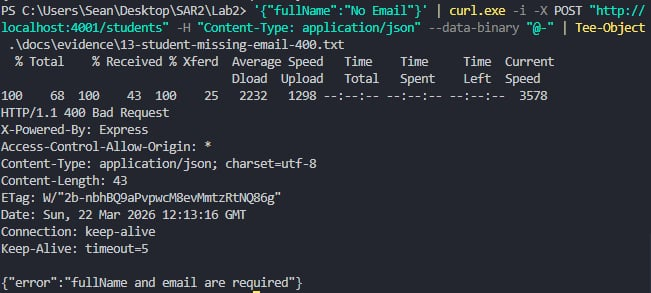 PS C:\Users\Sean\Desktop\SAR2\Lab2> '{"fullName":"No Email"}' | curl.exe -i -X POST "http://
localhost:4001/students" -H "Content-Type: application/json" --data-binary "@-" | Tee-Object
.\docs\evidence\13-student-missing-email-400.txt
% Total % Received % Xferd Average Speed Time Time Time Current
Dload Upload Total Spent Left Speed
100 68 100 43 100 25 2232 1298 --:--:-- --:--:-- --:--:-- 3578
HTTP/1.1 400 Bad Request
X-Powered-By: Express
Access-Control-Allow-Origin: *
Content-Type: application/json; charset=utf-8
Content-Length: 43
ETag: W/"2b-nbhBQ9aPvpwcM8evMmtzRtNQ86g"
Date: Sun, 22 Mar 2026 12:13:16 GMT
Connection: keep-alive
Keep-Alive: timeout=5
{"error":"fullName and email are required"}